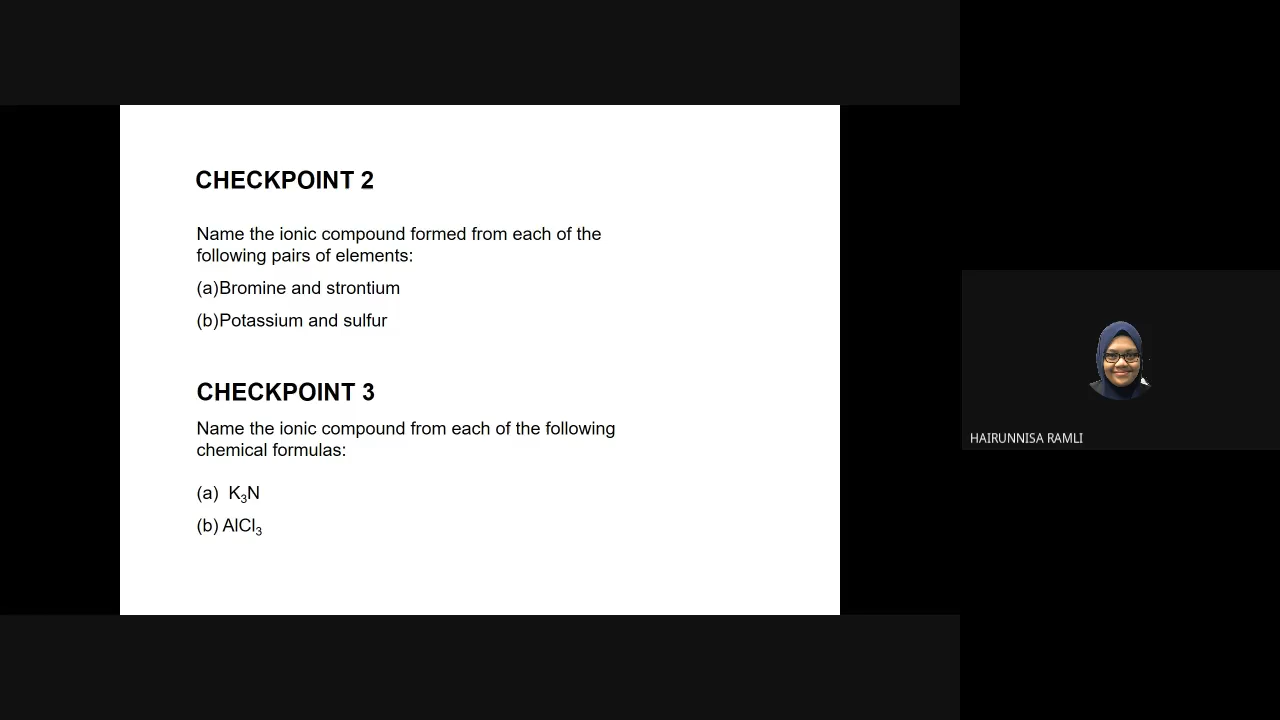 CHECKPOINT 2
Name the ionic compound formed from each of the
following pairs of elements:
(a)Bromine and strontium
(b)Potassium and sulfur
CHECKPOINT 3
Name the ionic compound from each of the following
chemical formulas:
(a) K₃N
(b) AlCl₃
HAIRUNNISA RAMLI